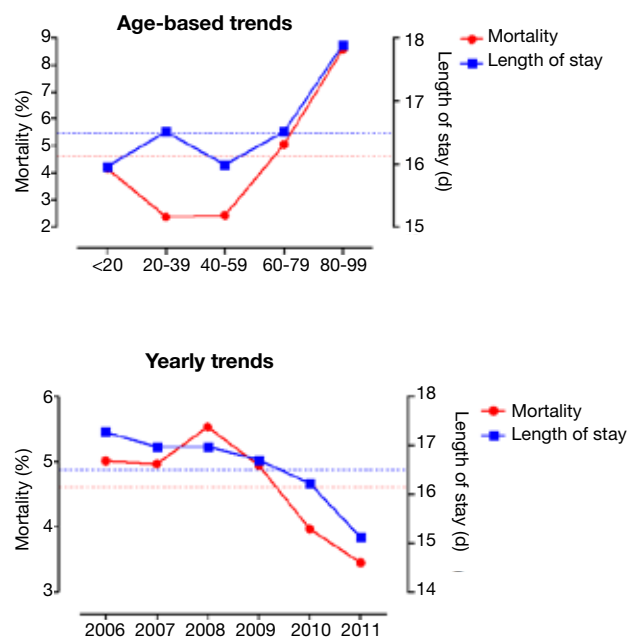 Age-based trends
9
8
7
6
5
4
3
2
Mortality (%)
18
17
16
15
Length of stay (d)
Mortality
Length of stay
<20 20-39 40-59 60-79 80-99
Yearly trends
6
5
4
3
Mortality (%)
18
17
16
15
14
Length of stay (d)
Mortality
Length of stay
2006 2007 2008 2009 2010 2011